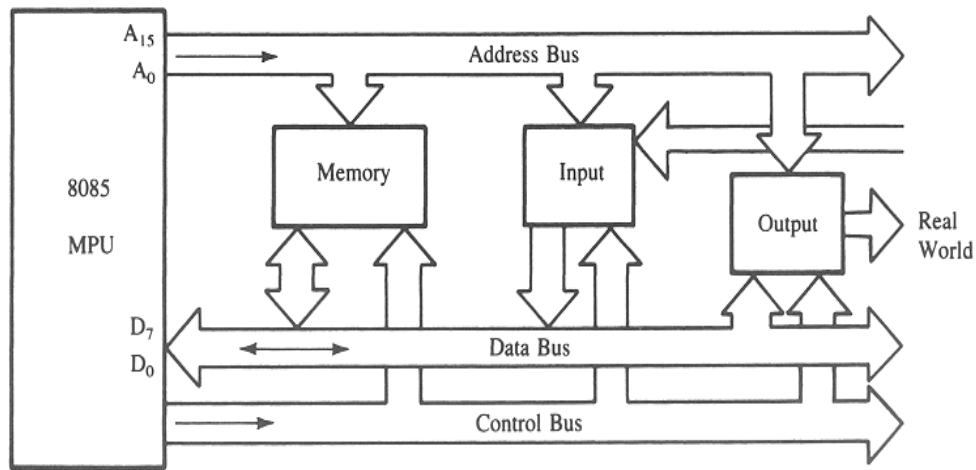 A15
Address Bus
A0
8085
MPU
Memory
Input
Output
Real
World
D7
D0
Data Bus
Control Bus